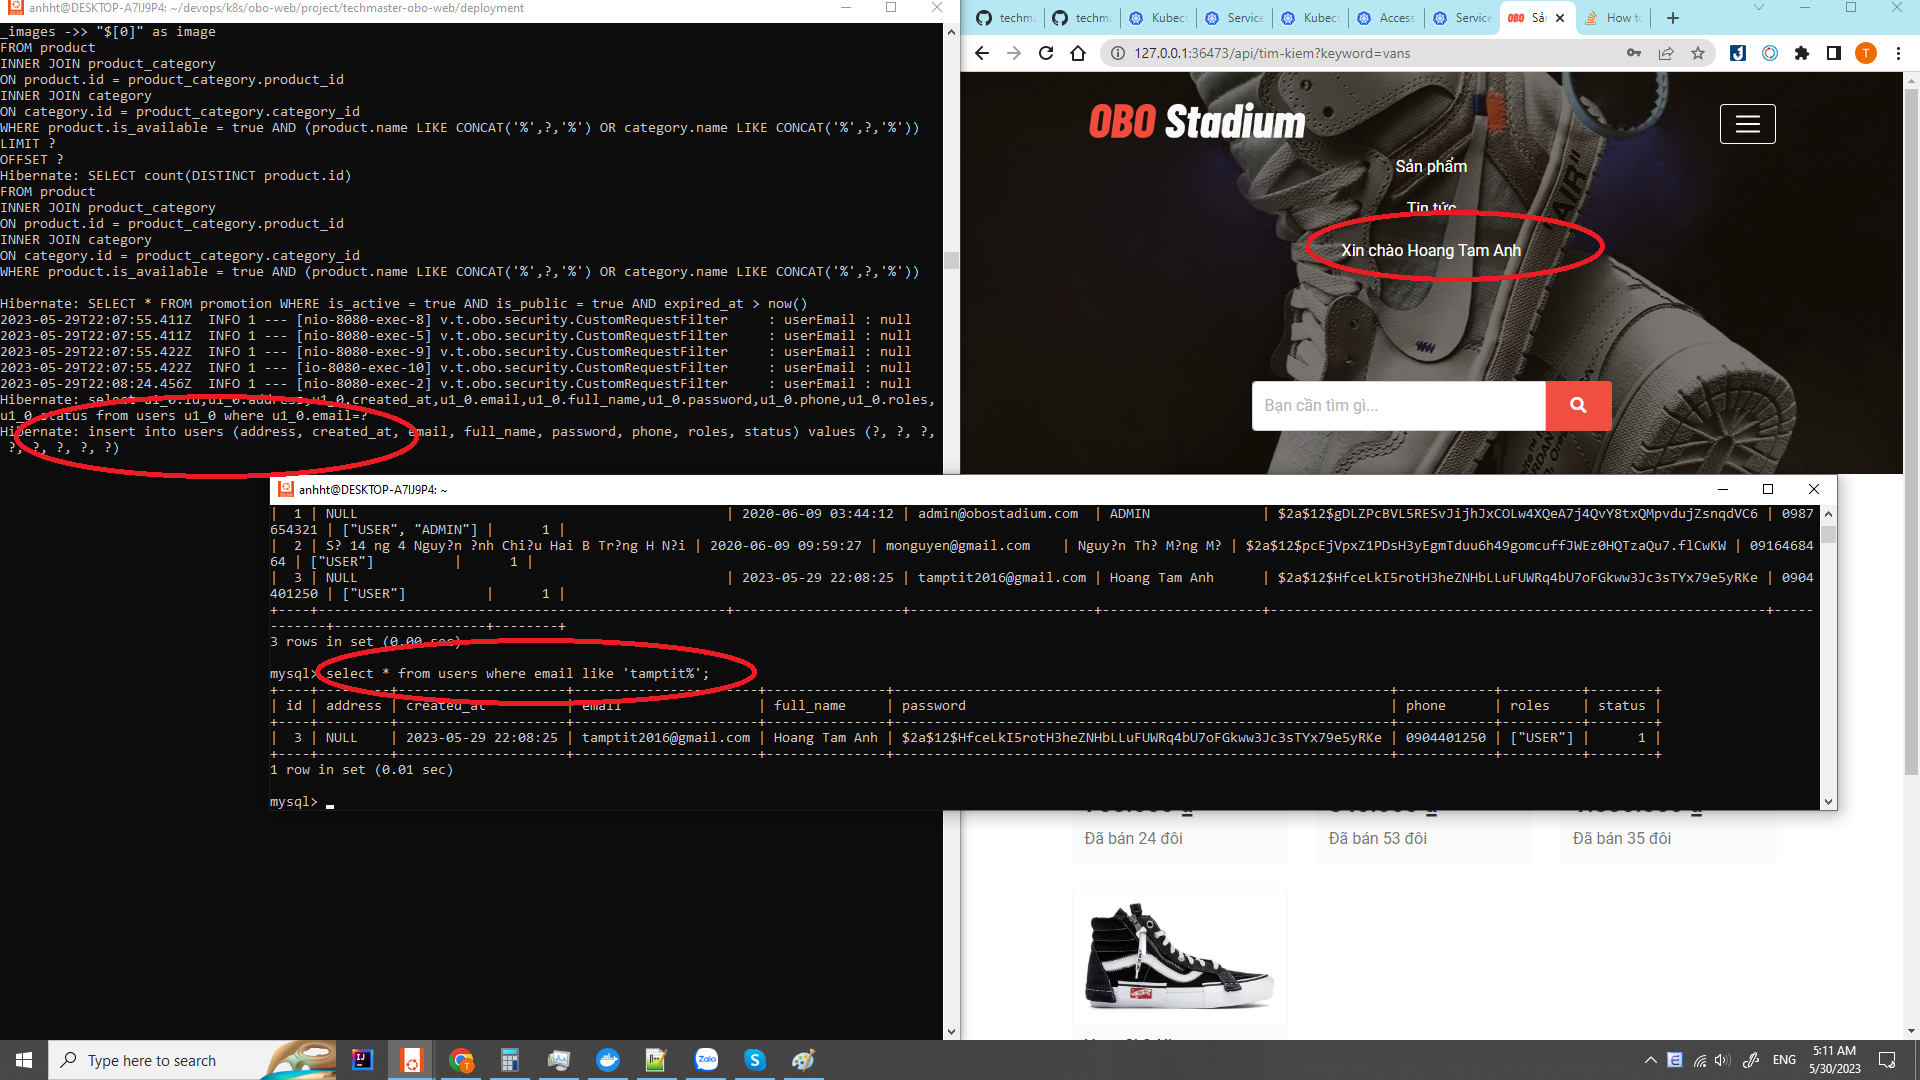 anhht@DESKTOP-A7IJ9P4: ~/devops/k8s/obo-web/project/techmaster-obo-web/deployment
_images ->> "$[0]" as image
FROM product
INNER JOIN product_category
ON product.id = product_category.product_id
INNER JOIN category
ON category.id = product_category.category_id
WHERE product.is_available = true AND (product.name LIKE CONCAT('%',?,'%') OR category.name LIKE CONCAT('%',?,'%'))
LIMIT ?
OFFSET ?
Hibernate: SELECT count(DISTINCT product.id)
FROM product
INNER JOIN product_category
ON product.id = product_category.product_id
INNER JOIN category
ON category.id = product_category.category_id
WHERE product.is_available = true AND (product.name LIKE CONCAT('%',?,'%') OR category.name LIKE CONCAT('%',?,'%'))
Hibernate: SELECT * FROM promotion WHERE is_active = true AND is_public = true AND expired_at > now()
2023-05-29T22:07:55.411Z  INFO 1 --- [nio-8080-exec-8] v.t.obo.security.CustomRequestFilter     : userEmail : null
2023-05-29T22:07:55.411Z  INFO 1 --- [nio-8080-exec-5] v.t.obo.security.CustomRequestFilter     : userEmail : null
2023-05-29T22:07:55.422Z  INFO 1 --- [nio-8080-exec-9] v.t.obo.security.CustomRequestFilter     : userEmail : null
2023-05-29T22:07:55.422Z  INFO 1 --- [io-8080-exec-10] v.t.obo.security.CustomRequestFilter     : userEmail : null
2023-05-29T22:08:24.456Z  INFO 1 --- [nio-8080-exec-2] v.t.obo.security.CustomRequestFilter     : userEmail : null
Hibernate: select u1_0.id,u1_0.address,u1_0.created_at,u1_0.email,u1_0.full_name,u1_0.password,u1_0.phone,u1_0.roles,
u1_0.status from users u1_0 where u1_0.email=?
Hibernate: insert into users (address, created_at, email, full_name, password, phone, roles, status) values (?, ?, ?,
?, ?, ?, ?, ?)
techma techma Kubect Service Kubect Access Service OBO Sả How to
127.0.0.1:36473/api/tim-kiem?keyword=vans
T
OBO Stadium
Sản phẩm
Tin tức
Xin chào Hoang Tam Anh
AIR"
Bạn cần tìm gì...
anhht@DESKTOP-A7IJ9P4: ~
| 1 | NULL | 2020-06-09 03:44:12 | admin@obostadium.com | ADMIN | $2a$12$gDLZPcBVL5RESvJijhJxCOLw4XQeA7j4QvY8txQMpvdujZsnqdVC6 | 0987
654321 | ["USER", "ADMIN"] | 1 |
| 2 | S? 14 ng 4 Nguy?n ?nh Chi?u Hai B Tr?ng H N?i | 2020-06-09 09:59:27 | monguyen@gmail.com | Nguy?n Th? M?ng M? | $2a$12$pcEjVpxZ1PDsH3yEgmTduu6h49gomcuffJWEz0HQTzaQu7.flCwKW | 09164684
64 | ["USER"] | 1 |
| 3 | NULL | 2023-05-29 22:08:25 | tamptit2016@gmail.com | Hoang Tam Anh | $2a$12$HfceLkI5rotH3heZNHbLLuFUWRq4bU7oFGkww3Jc3sTYx79e5yRKe | 0904
401250 | ["USER"] | 1 |
3 rows in set (0.00 sec)
mysql> select * from users where email like 'tamptit%';
| id | address | created_at | email | full_name | password | phone | roles | status |
| 3 | NULL | 2023-05-29 22:08:25 | tamptit2016@gmail.com | Hoang Tam Anh | $2a$12$HfceLkI5rotH3heZNHbLLuFUWRq4bU7oFGkww3Jc3sTYx79e5yRKe | 0904401250 | ["USER"] | 1 |
1 row in set (0.01 sec)
mysql>
Đã bán 24 đôi
Đã bán 53 đôi
Đã bán 35 đôi
Type here to search
Zalo
ENG
5:11 AM
5/30/2023